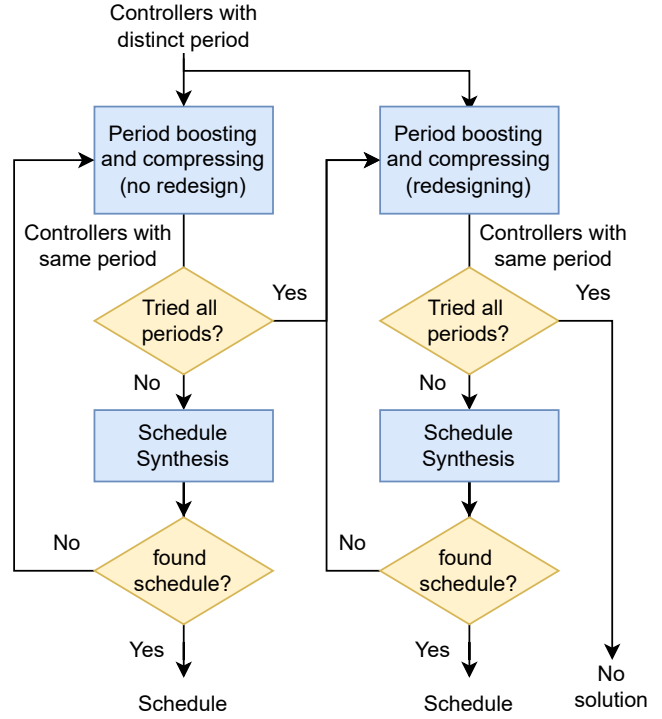 Controllers with
distinct period
Period boosting
and compressing
(no redesign)
Period boosting
and compressing
(redesigning)
Controllers with
same period
Controllers with
same period
Tried all
periods?
Yes
Tried all
periods?
Yes
No
No
Schedule
Synthesis
Schedule
Synthesis
No
found
schedule?
No
found
schedule?
Yes
Yes
Schedule
Schedule
No
solution